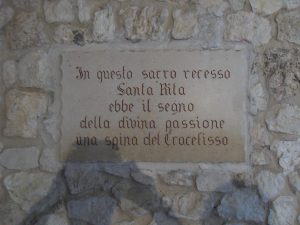 In questo sacro recesso
Santa Rita
ebbe il segno
della divina passione
una spina del Crocefisso